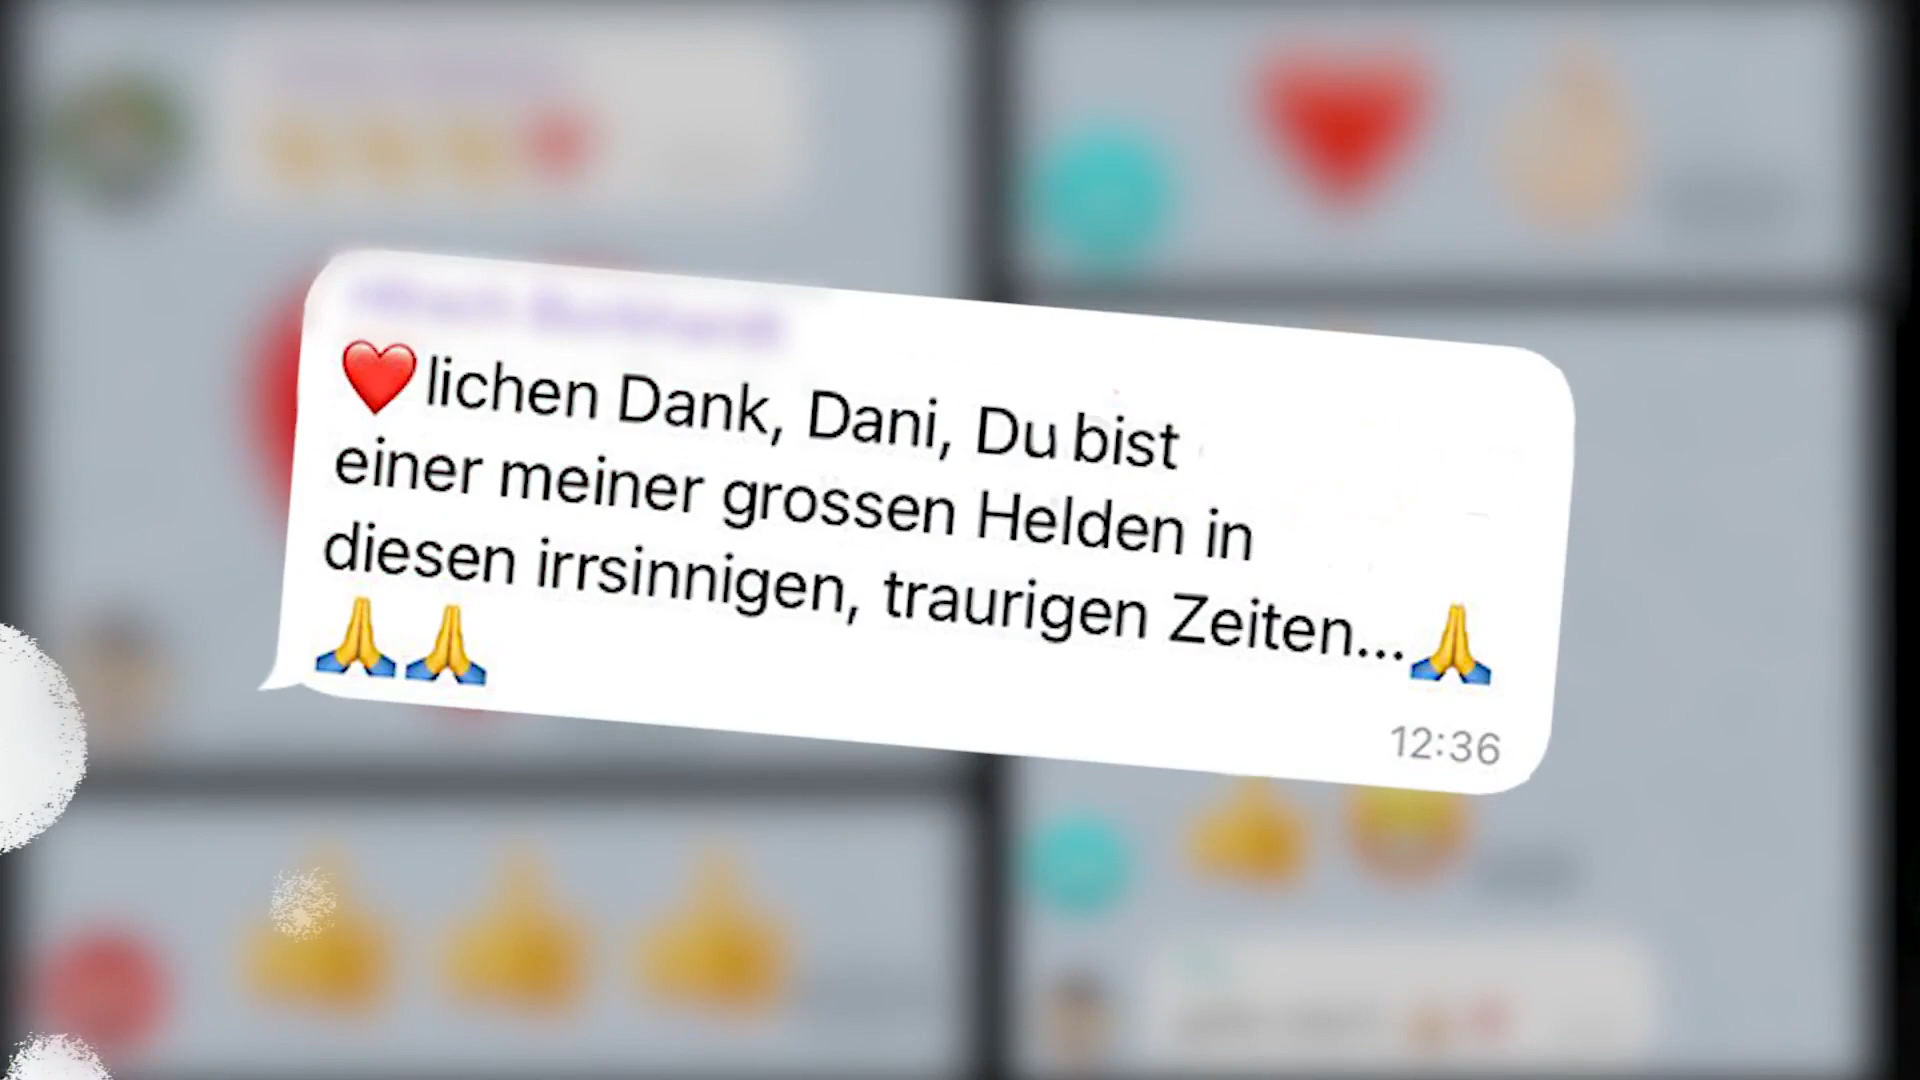 ❤️lichen Dank, Dani, Du bist
einer meiner grossen Helden in
diesen irrsinnigen, traurigen Zeiten...🙏
🙏🙏
12:36